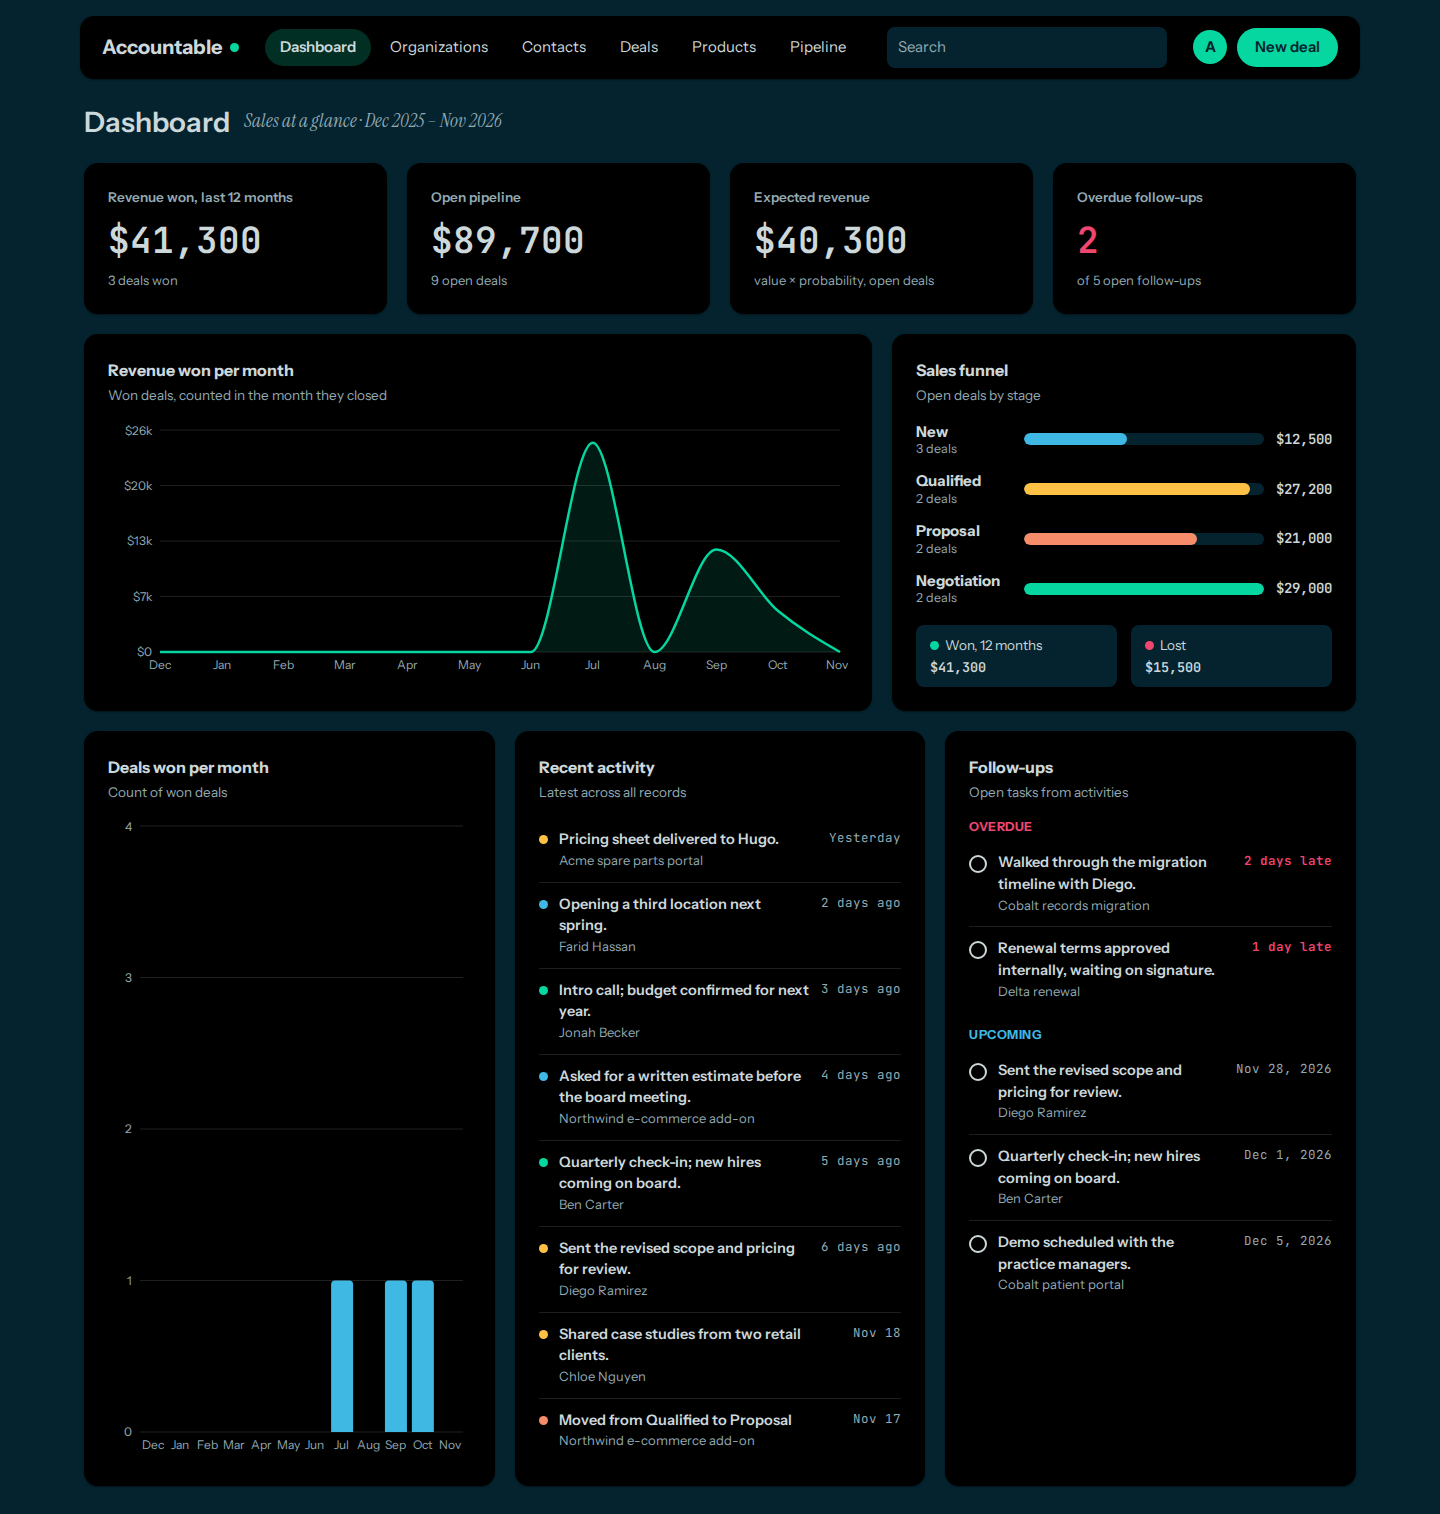 Accountable
Dashboard
Organizations
Contacts
Deals
Products
Pipeline
Search
A
New deal
Dashboard
Sales at a glance · Dec 2025 – Nov 2026
Revenue won, last 12 months
$41,300
3 deals won
Open pipeline
$89,700
9 open deals
Expected revenue
$40,300
value × probability, open deals
Overdue follow-ups
2
of 5 open follow-ups
Revenue won per month
Won deals, counted in the month they closed
$26k
$20k
$13k
$7k
$0
Dec Jan Feb Mar Apr May Jun Jul Aug Sep Oct Nov
Sales funnel
Open deals by stage
New
3 deals
$12,500
Qualified
2 deals
$27,200
Proposal
2 deals
$21,000
Negotiation
2 deals
$29,000
Won, 12 months
$41,300
Lost
$15,500
Deals won per month
Count of won deals
4
3
2
1
0
Dec Jan Feb Mar Apr May Jun Jul Aug Sep Oct Nov
Recent activity
Latest across all records
Pricing sheet delivered to Hugo.
Yesterday
Acme spare parts portal
Opening a third location next
2 days ago
spring.
Farid Hassan
Intro call; budget confirmed for next
3 days ago
year.
Jonah Becker
Asked for a written estimate before
4 days ago
the board meeting.
Northwind e-commerce add-on
Quarterly check-in; new hires
5 days ago
coming on board.
Ben Carter
Sent the revised scope and pricing
6 days ago
for review.
Diego Ramirez
Shared case studies from two retail
Nov 18
clients.
Chloe Nguyen
Moved from Qualified to Proposal
Nov 17
Northwind e-commerce add-on
Follow-ups
Open tasks from activities
OVERDUE
Walked through the migration
2 days late
timeline with Diego.
Cobalt records migration
Renewal terms approved
1 day late
internally, waiting on signature.
Delta renewal
UPCOMING
Sent the revised scope and
Nov 28, 2026
pricing for review.
Diego Ramirez
Quarterly check-in; new hires
Dec 1, 2026
coming on board.
Ben Carter
Demo scheduled with the
Dec 5, 2026
practice managers.
Cobalt patient portal